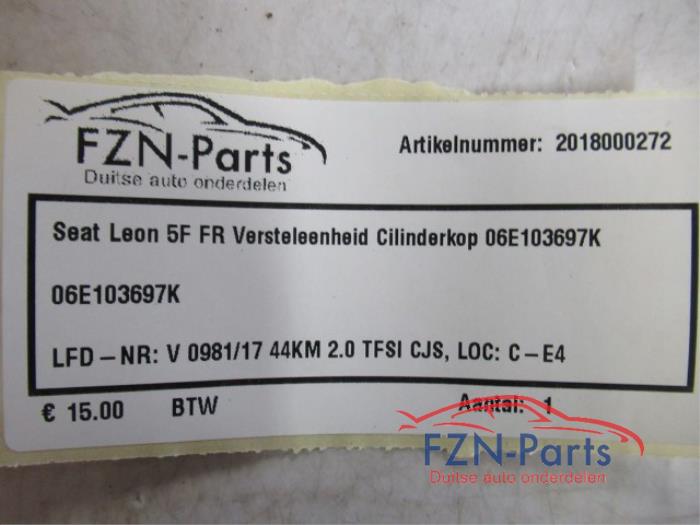 FZN-Parts
Duitse auto onderdelen
Artikelnummer: 2018000272
Seat Leon 5F FR Versteleenheid Cilinderkop 06E103697K
06E103697K
LFD-NR: V 0981/17 44KM 2.0 TFSI CJS, LOC: C-E4
€ 15.00 BTW Aantal: 1
FZN-Parts
Duitse auto onderdelen